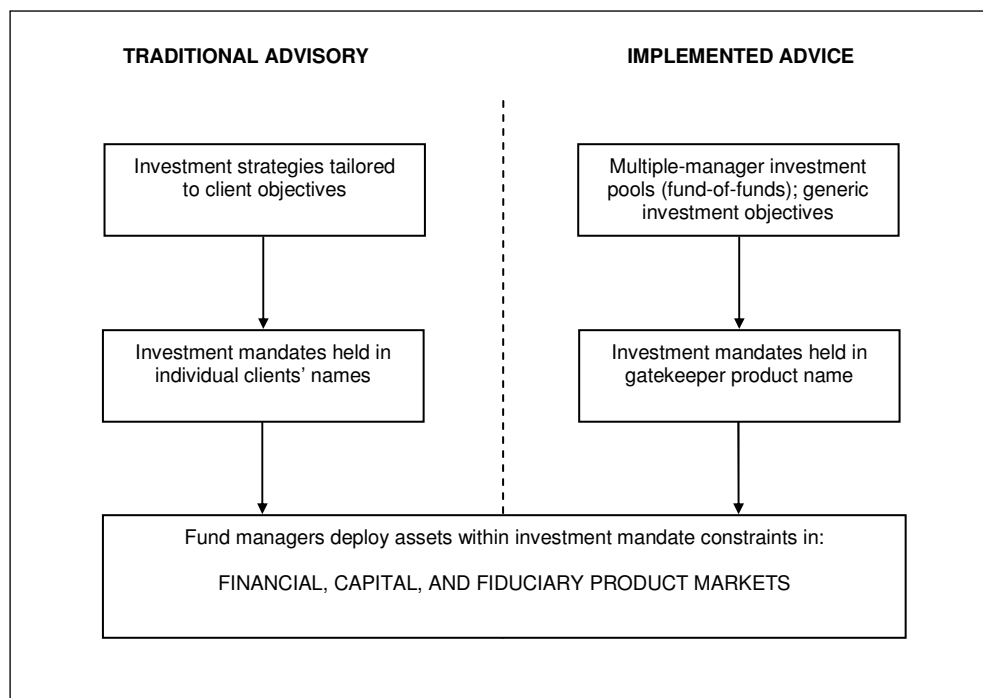 TRADITIONAL ADVISORY
IMPLEMENTED ADVICE
Investment strategies tailored
to client objectives
Multiple-manager investment
pools (fund-of-funds); generic
investment objectives
Investment mandates held in
individual clients' names
Investment mandates held in
gatekeeper product name
Fund managers deploy assets within investment mandate constraints in:
FINANCIAL, CAPITAL, AND FIDUCIARY PRODUCT MARKETS